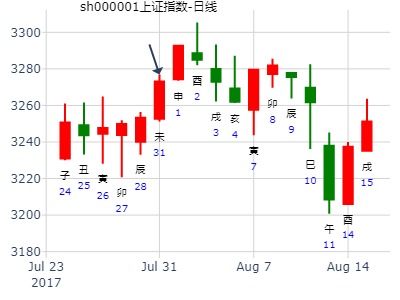 sh000001上证指数-日线
3300
3280
3260
3240
3220
3200
3180
子
24
丑
25
寅
26
卯
27
辰
28
未
31
申
1
酉
2
戌
3
亥
4
寅
7
卯
8
辰
9
巳
10
午
11
酉
14
戌
15
Jul 23
2017
Jul 31
Aug 7
Aug 14